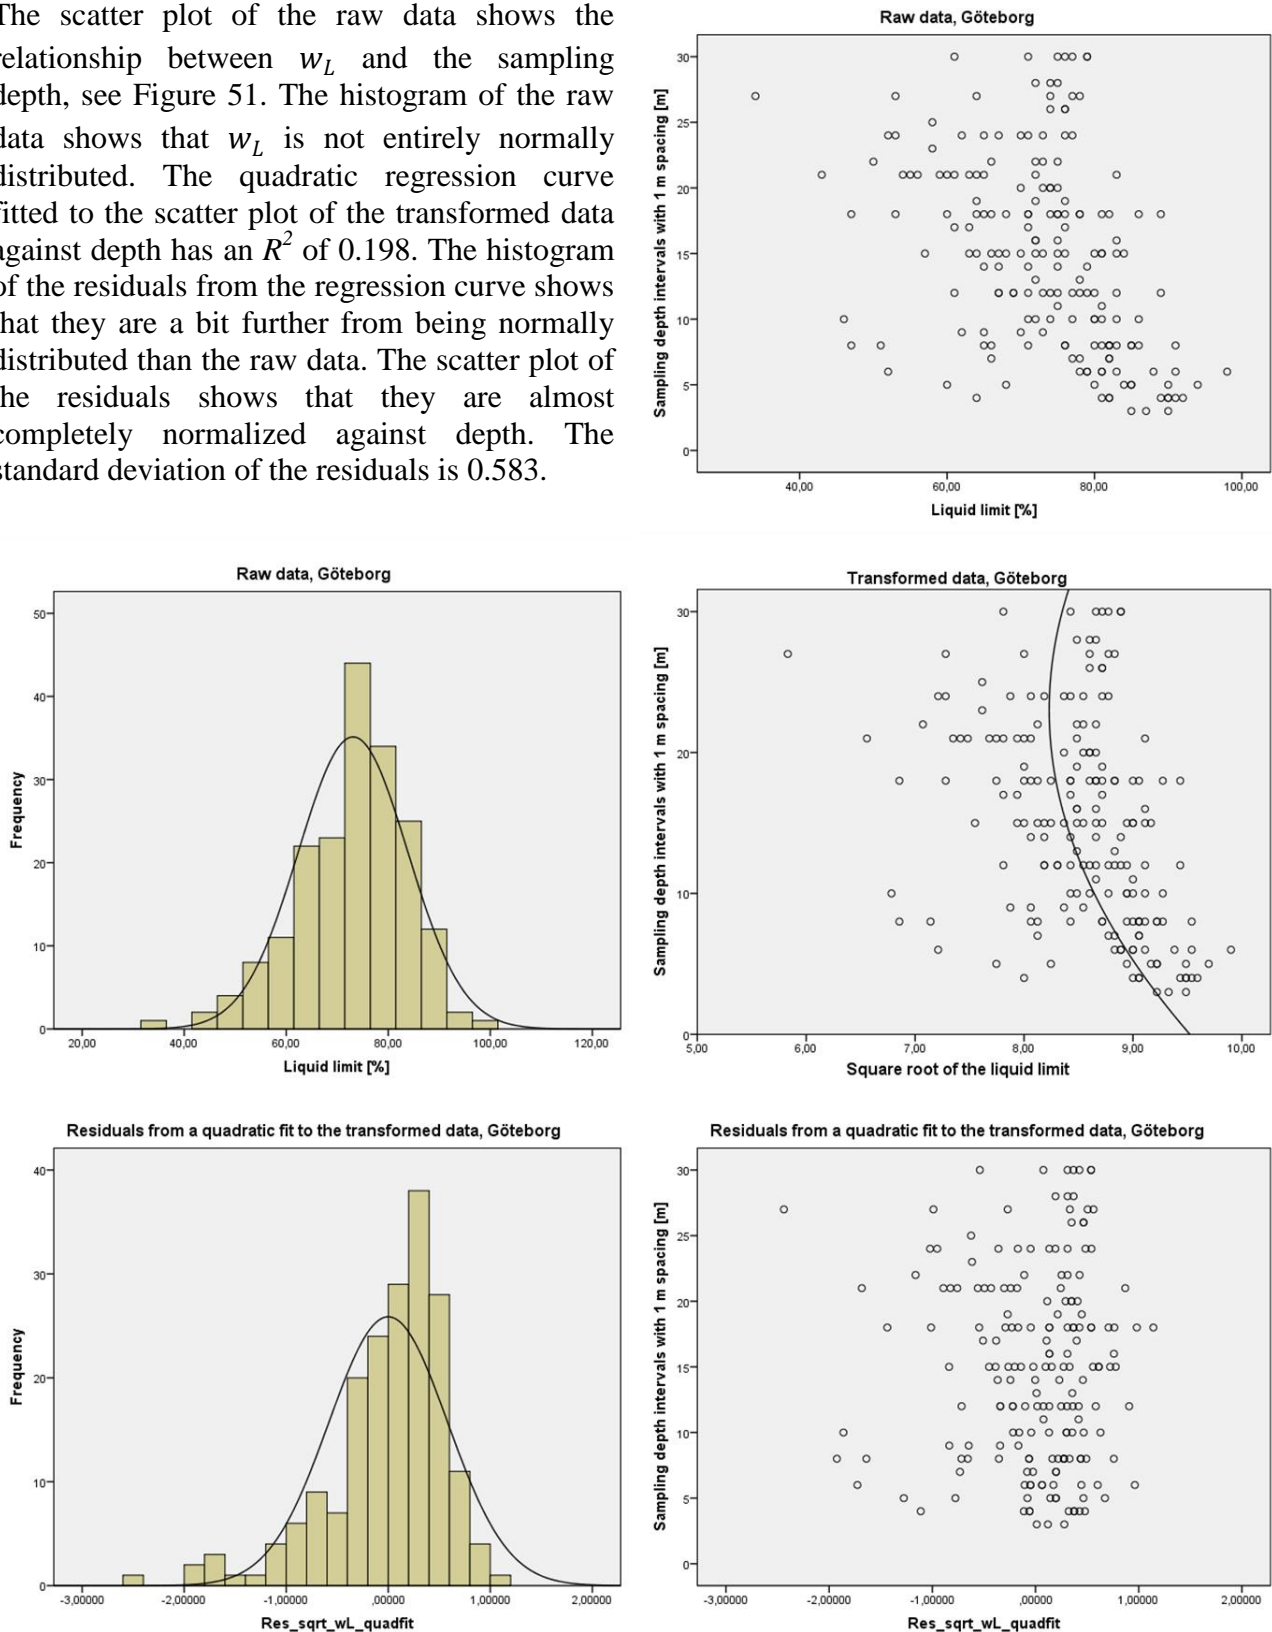 The scatter plot of the raw data shows the
relationship between w_L and the sampling
depth, see Figure 51. The histogram of the raw
data shows that w_L is not entirely normally
distributed. The quadratic regression curve
fitted to the scatter plot of the transformed data
against depth has an R² of 0.198. The histogram
of the residuals from the regression curve shows
that they are a bit further from being normally
distributed than the raw data. The scatter plot of
the residuals shows that they are almost
completely normalized against depth. The
standard deviation of the residuals is 0.583.
Raw data, Göteborg
Sampling depth intervals with 1 m spacing [m]
30
25
20
15
10
5
0
40,00 60,00 80,00 100,00
Liquid limit [%]
Raw data, Göteborg
Frequency
50
40
30
20
10
0
20,00 40,00 60,00 80,00 100,00 120,00
Liquid limit [%]
Transformed data, Göteborg
Sampling depth intervals with 1 m spacing [m]
30
20
10
0
5,00 6,00 7,00 8,00 9,00 10,00
Square root of the liquid limit
Residuals from a quadratic fit to the transformed data, Göteborg
Frequency
40
30
20
10
0
-3,00000 -2,00000 -1,00000 ,00000 1,00000 2,00000
Res_sqrt_wL_quadfit
Residuals from a quadratic fit to the transformed data, Göteborg
Sampling depth intervals with 1 m spacing [m]
30
25
20
15
10
5
0
-3,00000 -2,00000 -1,00000 ,00000 1,00000 2,00000
Res_sqrt_wL_quadfit